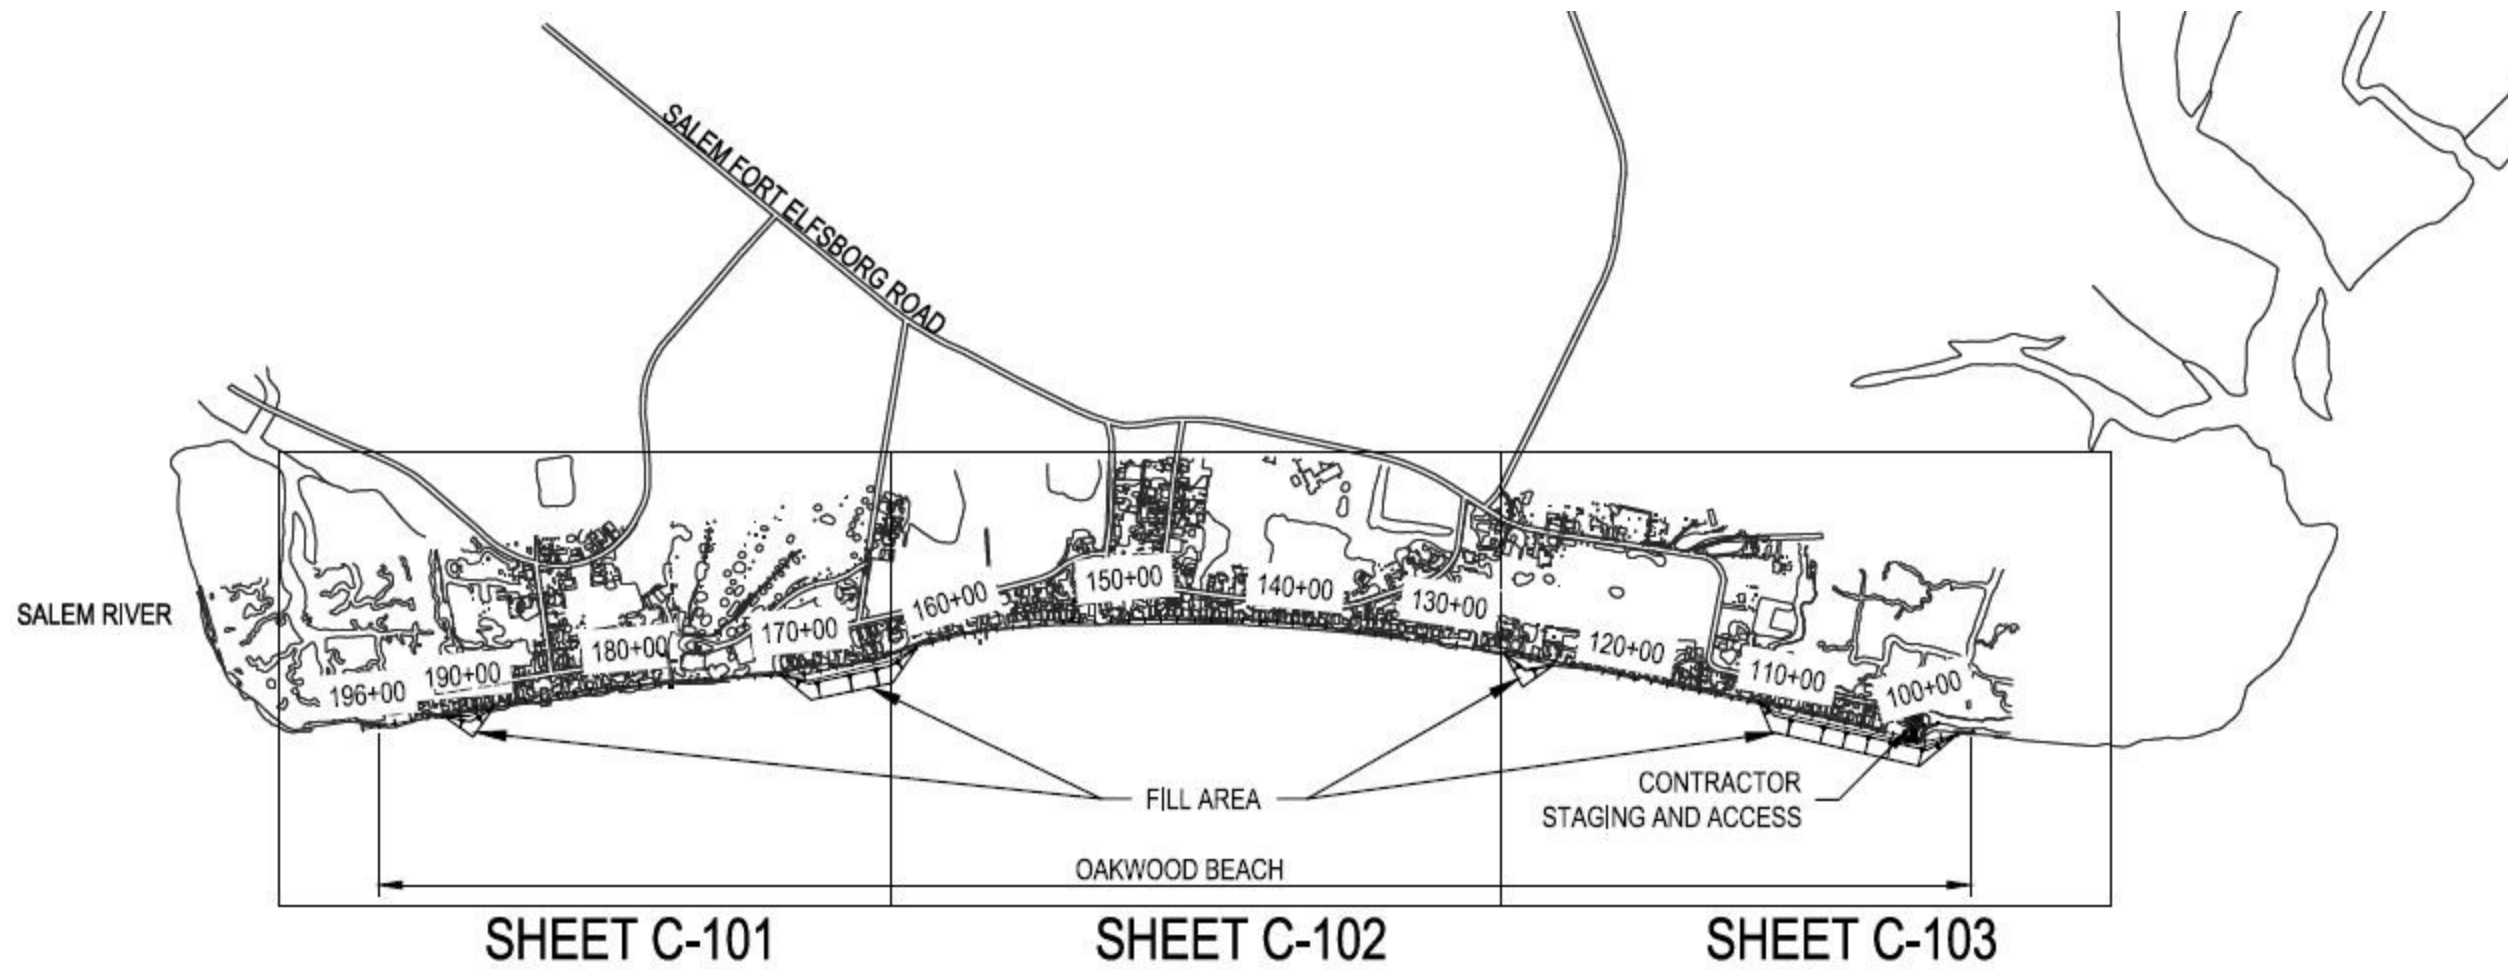 SALEM FORT ELFSBORG ROAD
SALEM RIVER
196+00
190+00
180+00
170+00
160+00
150+00
140+00
130+00
120+00
110+00
100+00
FILL AREA
CONTRACTOR
STAGING AND ACCESS
OAKWOOD BEACH
SHEET C-101
SHEET C-102
SHEET C-103